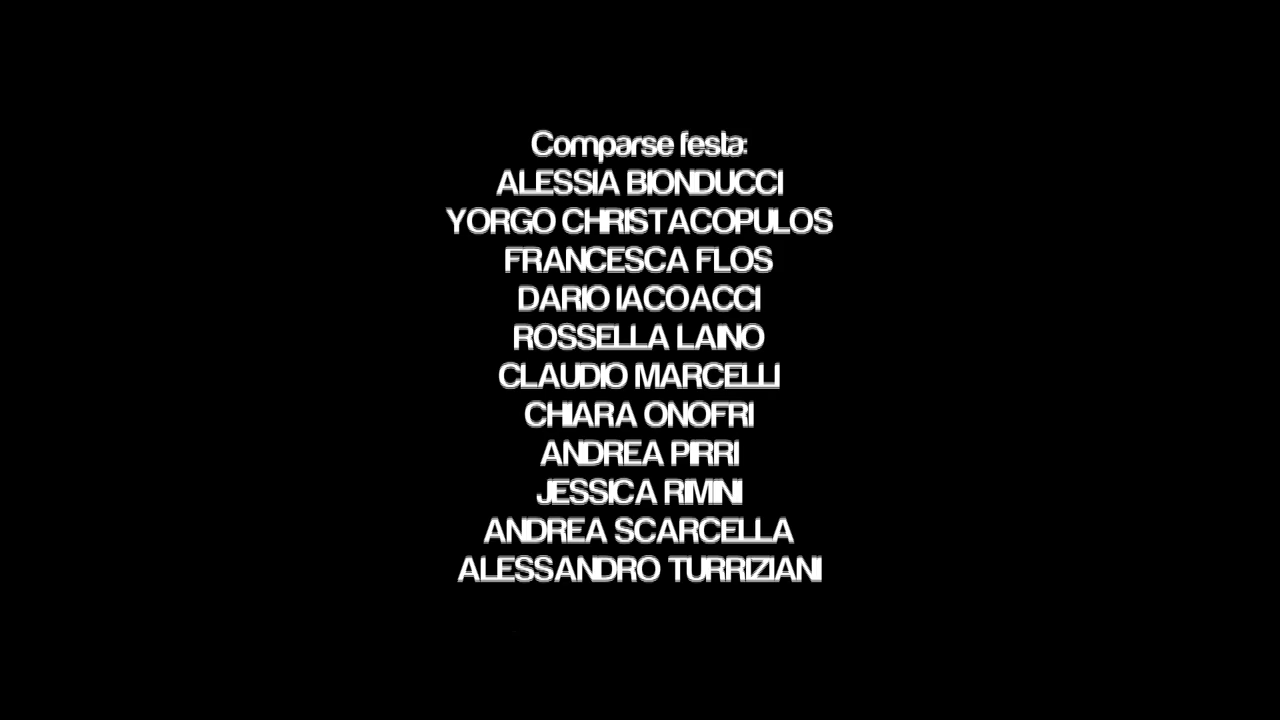 Comparse festa:
ALESSIA BIONDUCCI
YORGO CHRISTACOPULOS
FRANCESCA FLOS
DARIO IACOACCI
ROSSELLA LAINO
CLAUDIO MARCELLI
CHIARA ONOFRI
ANDREA PIRRI
JESSICA RIMINI
ANDREA SCARCELLA
ALESSANDRO TURRIZIANI